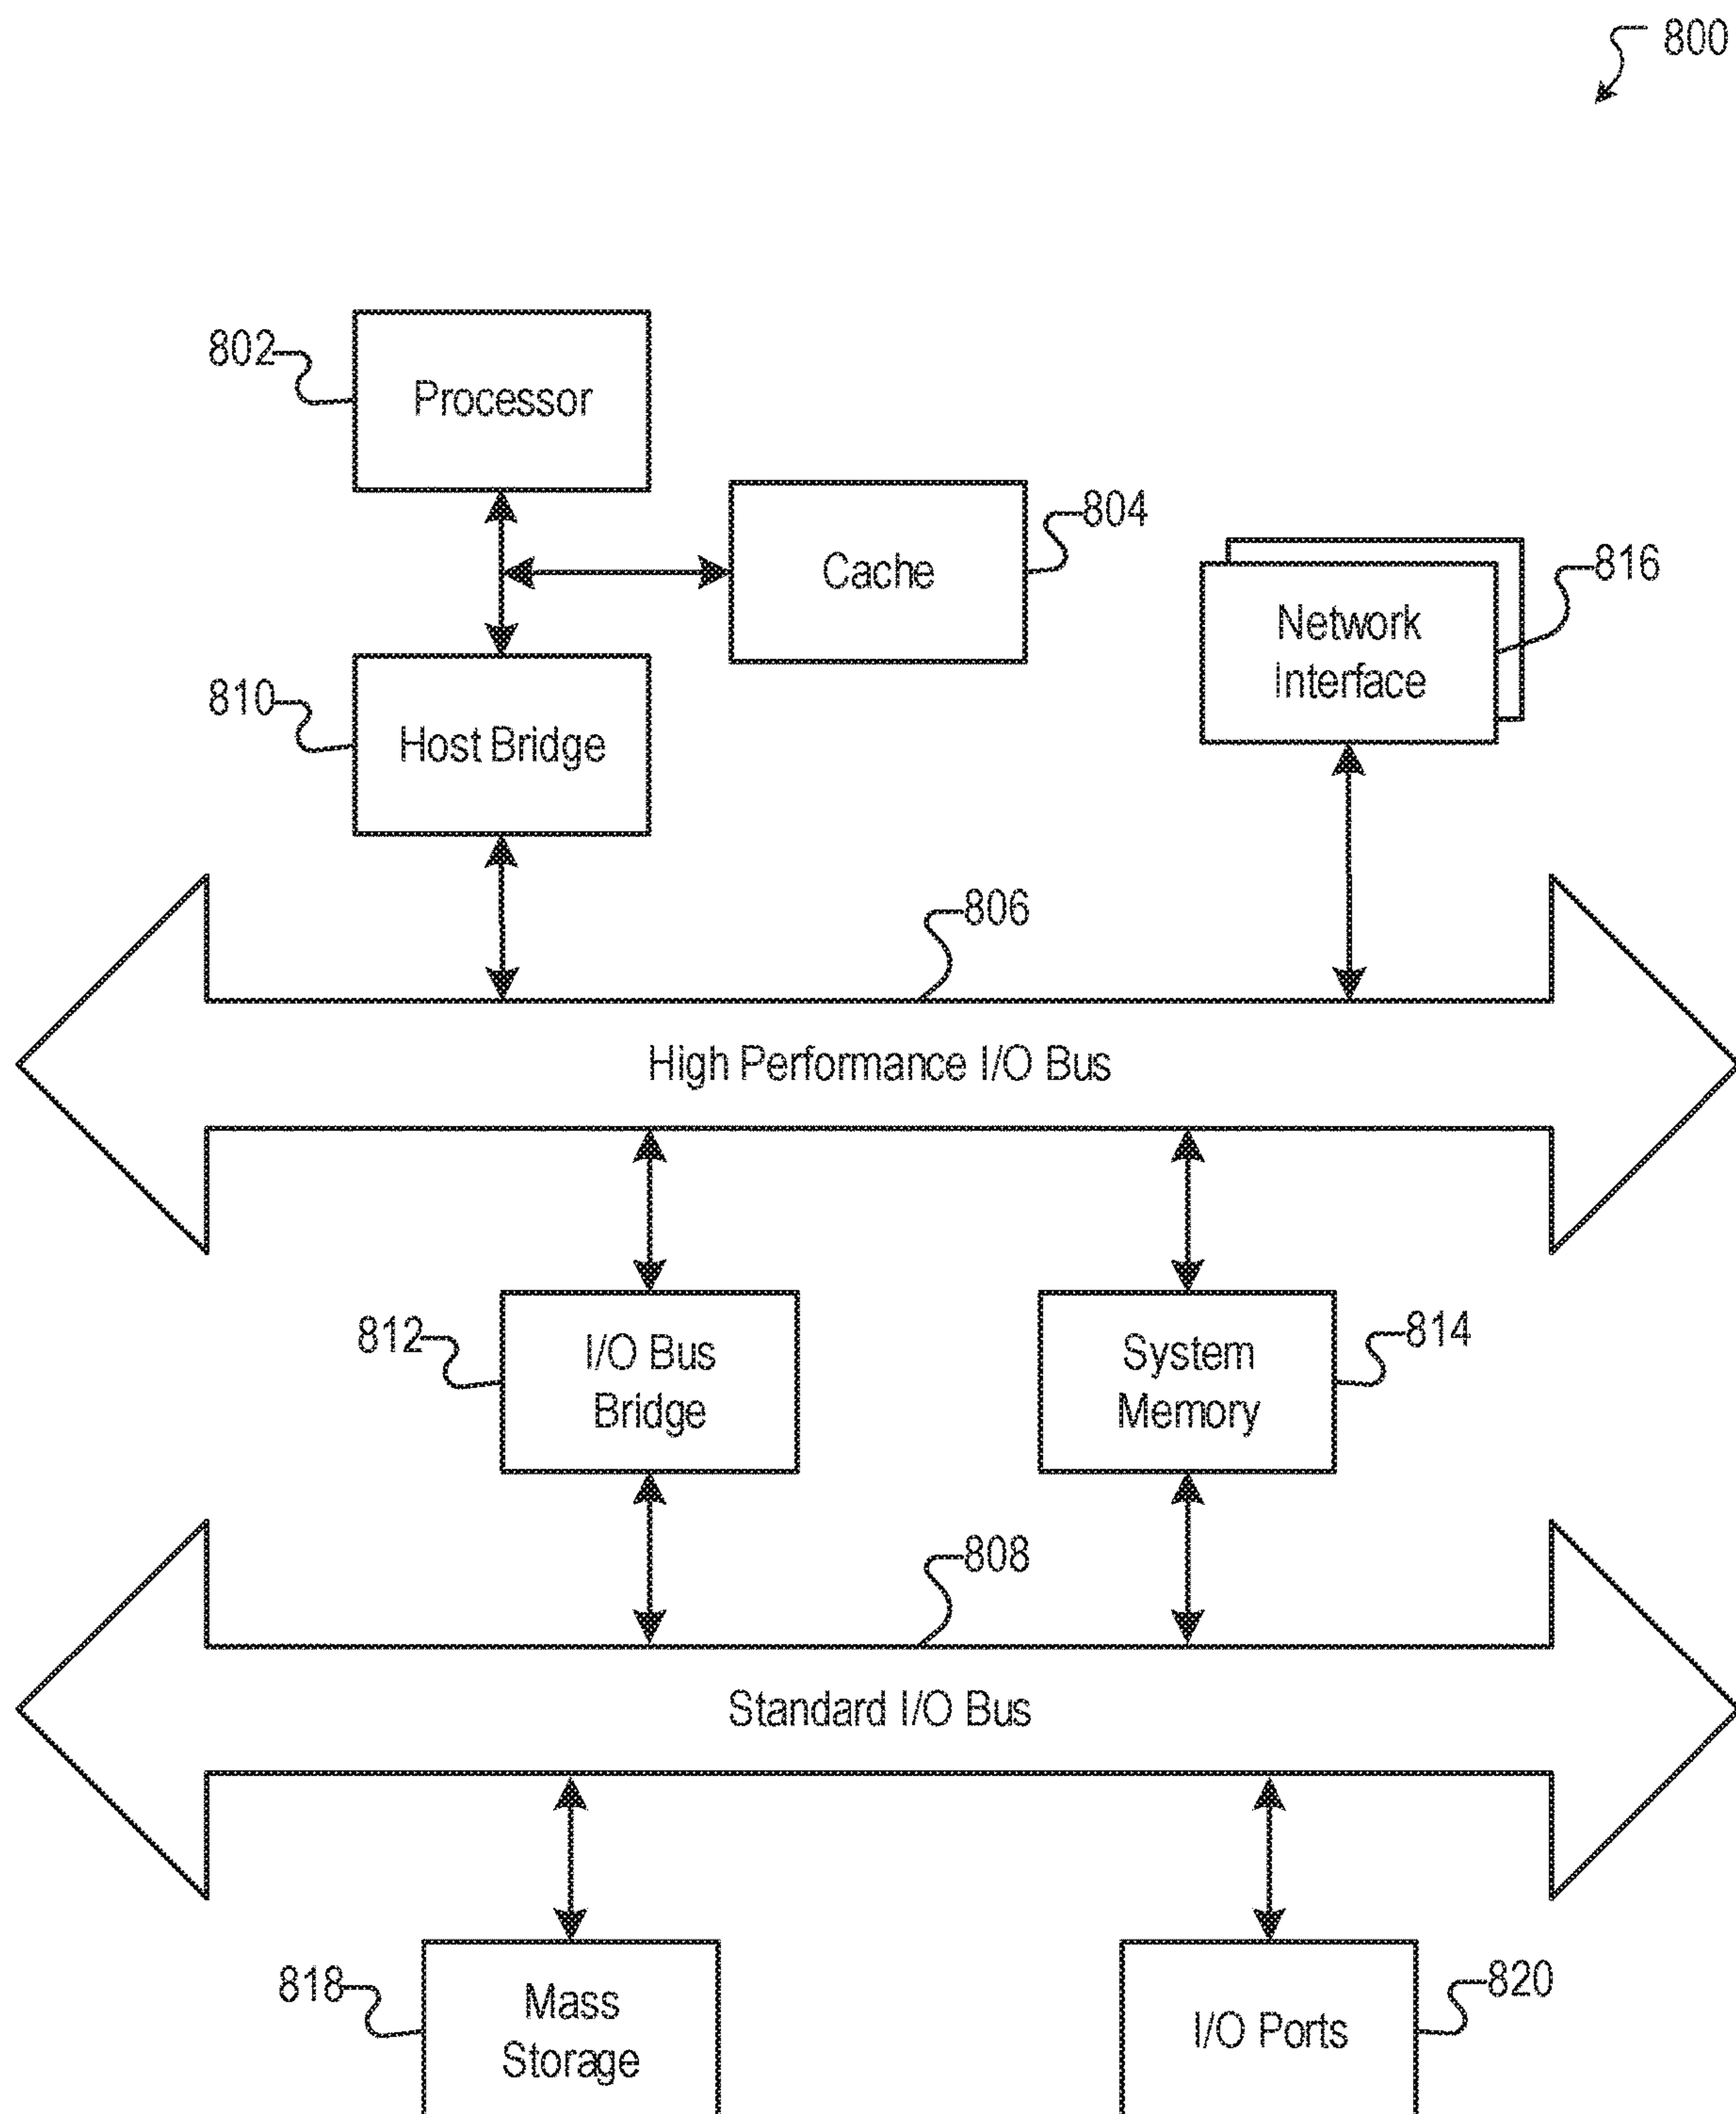 800
802
Processor
804
Cache
816
Network
Interface
810
Host Bridge
806
High Performance I/O Bus
812
I/O Bus
Bridge
System
Memory
814
808
Standard I/O Bus
818
Mass
Storage
I/O Ports
820